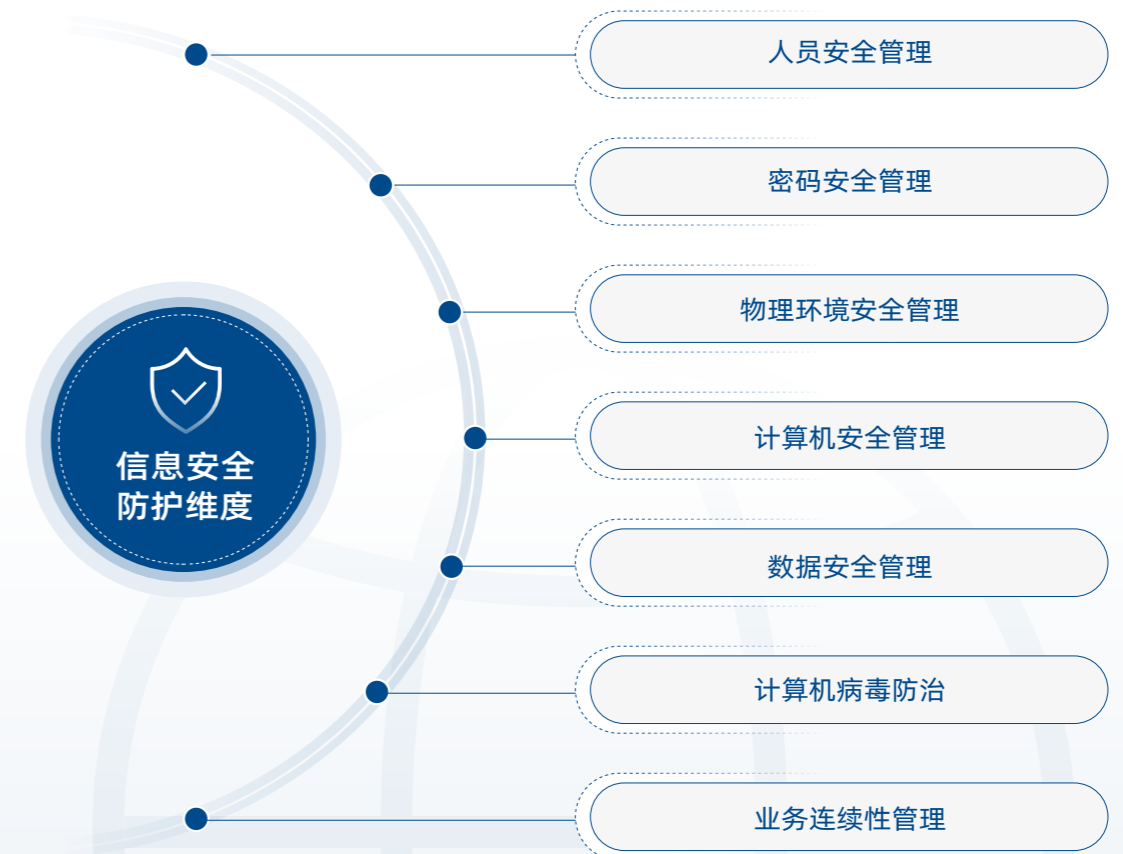 人员安全管理
密码安全管理
物理环境安全管理
计算机安全管理
信息安全
防护维度
数据安全管理
计算机病毒防治
业务连续性管理